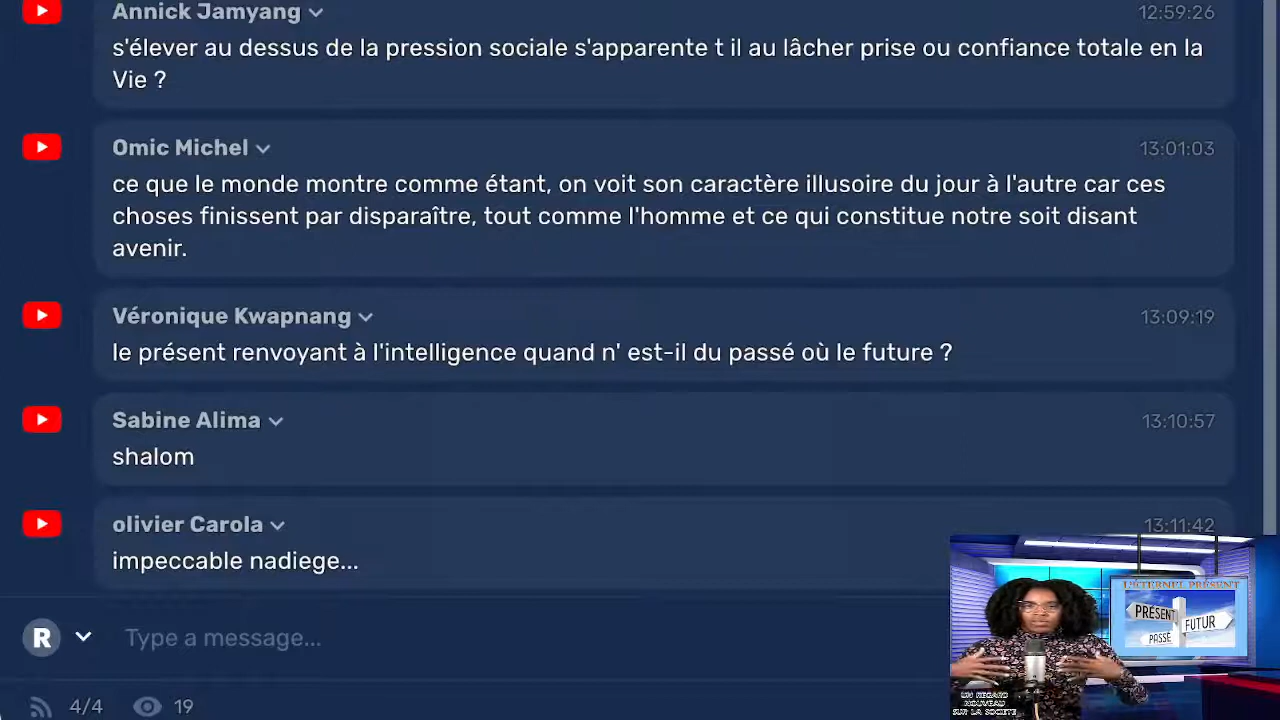 Annick Jamyang
12:59:26
s'élever au dessus de la pression sociale s'apparente t il au lâcher prise ou confiance totale en la
Vie ?
Omic Michel
13:01:03
ce que le monde montre comme étant, on voit son caractère illusoire du jour à l'autre car ces
choses finissent par disparaître, tout comme l'homme et ce qui constitue notre soit disant
avenir.
Véronique Kwapnang
13:09:19
le présent renvoyant à l'intelligence quand n' est-il du passé où le future ?
Sabine Alima
13:10:57
shalom
olivier Carola
13:11:42
impeccable nadiege...
R
Type a message...
4/4
19
L'ETERNEL PRÉSENT
PRÉSENT
FUTUR
PASSÉ
UN REGARD
NOUVEAU
SUR LA SOCIETE